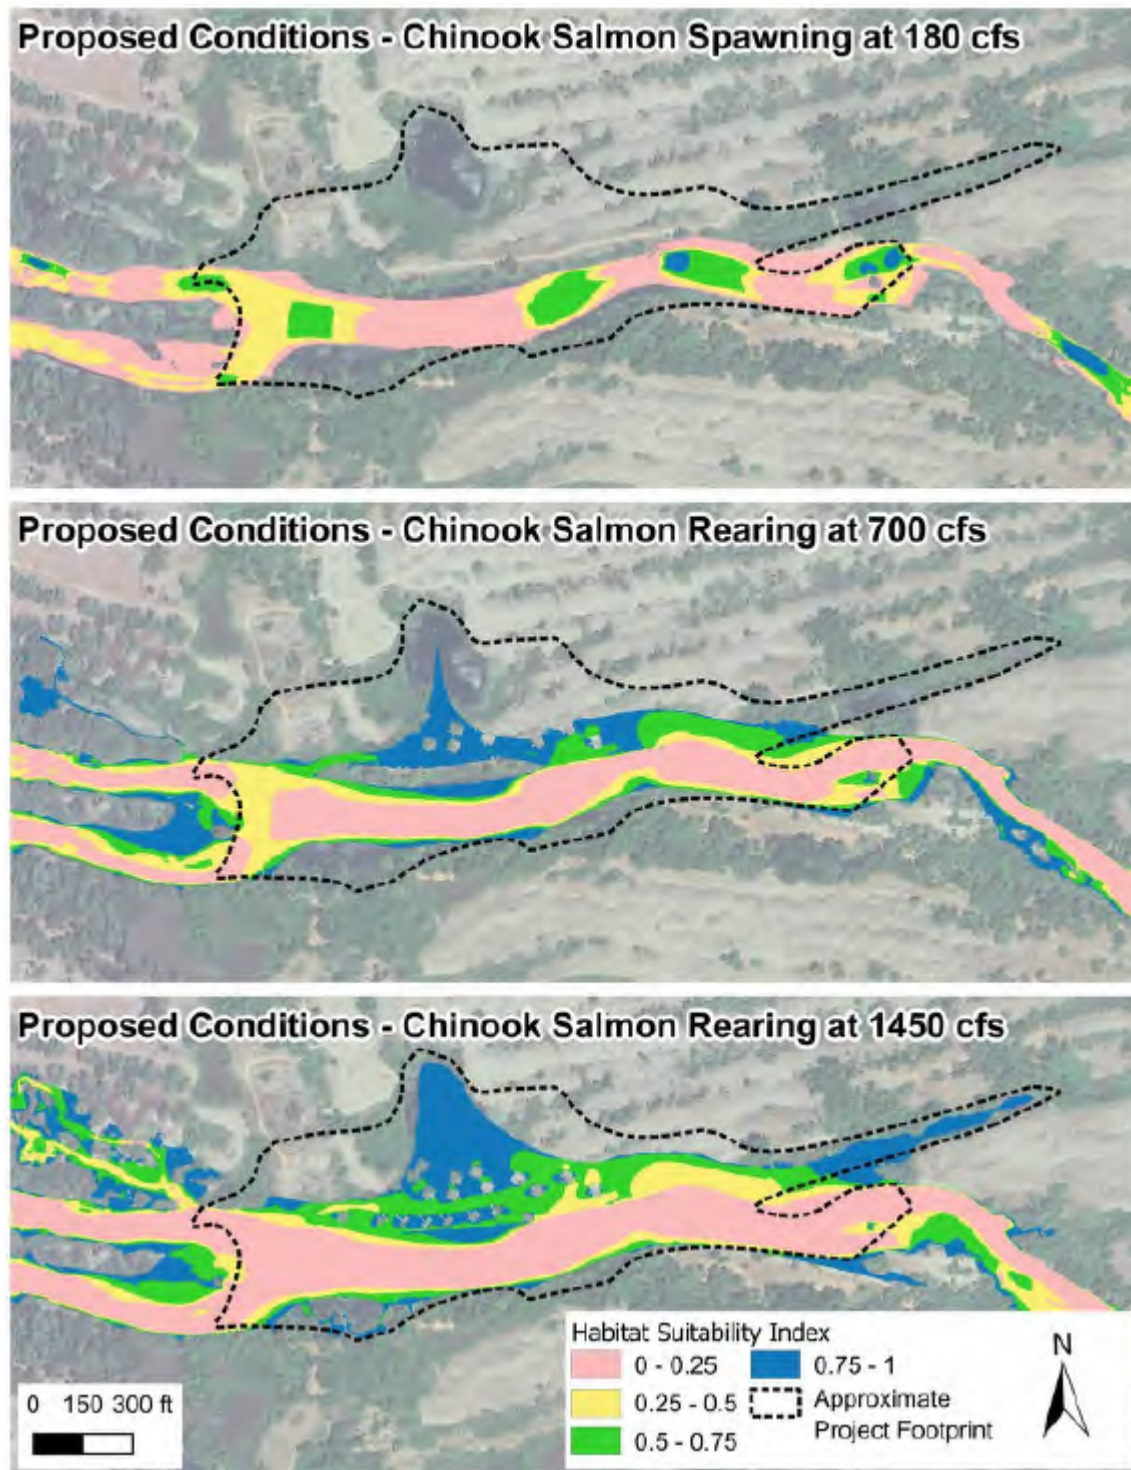 Proposed Conditions - Chinook Salmon Spawning at 180 cfs
Proposed Conditions - Chinook Salmon Rearing at 700 cfs
Proposed Conditions - Chinook Salmon Rearing at 1450 cfs
Habitat Suitability Index
0 - 0.25
0.75 - 1
0.25 - 0.5
Approximate
Project Footprint
0.5 - 0.75
N
0 150 300 ft